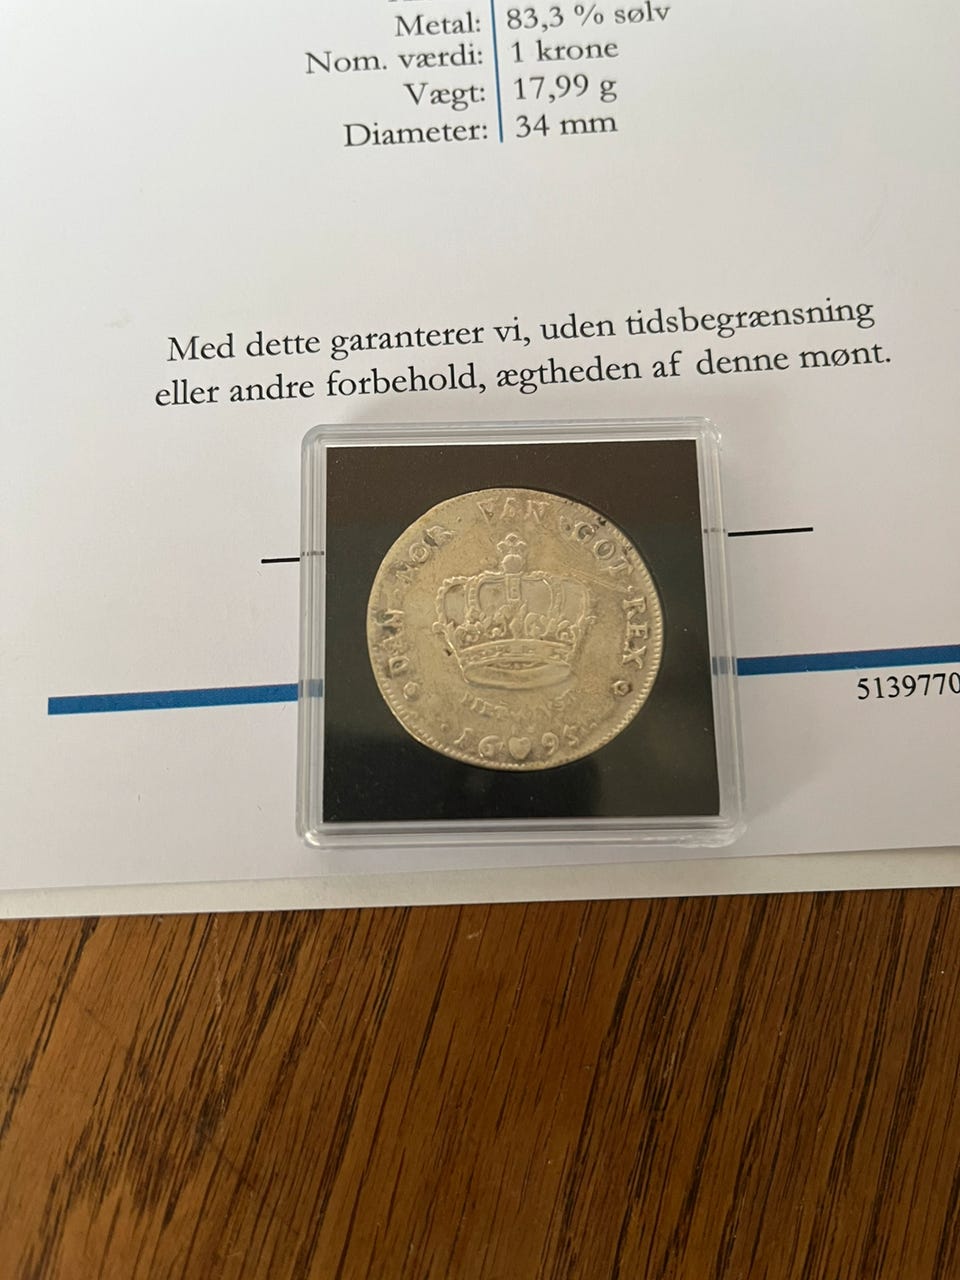 Metal: 83,3 % sølv
Nom. værdi: 1 krone
Vægt: 17,99 g
Diameter: 34 mm
Med dette garanterer vi, uden tidsbegrænsning
eller andre forbehold, ægtheden af denne mønt.
DAN · NOR · VAN · GOT · REX
1695
5139770